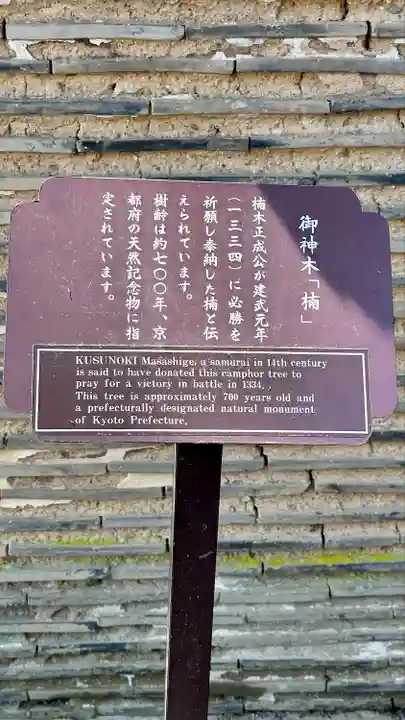 御神木「楠」
楠木正成公が建武元年
(一三三四)に必勝を
祈願し奉納した楠と伝
えられています。
樹齢は約七〇〇年、京
都府の天然記念物に指
定されています。
KUSUNOKI Masashige, a samurai in 14th century
is said to have donated this camphor tree to
pray for a victory in battle in 1334.
This tree is approximately 700 years old and
a prefecturally designated natural monument
of Kyoto Prefecture.